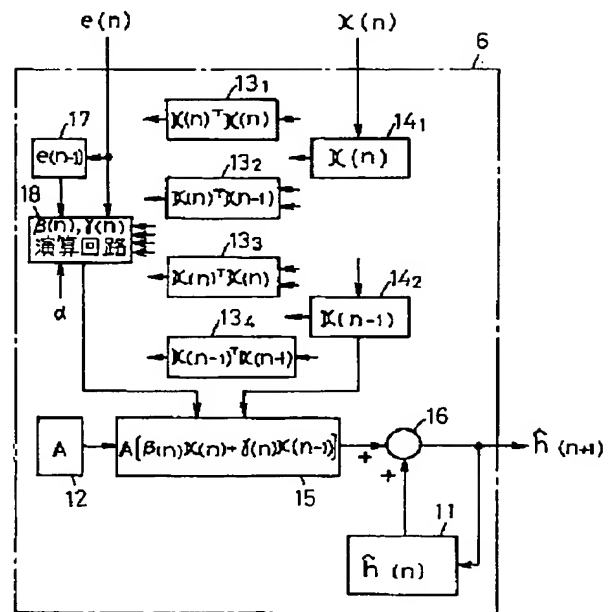 e(n)
x(n)
6
13₁
x(n)ᵀx(n)
17
14₁
e(n-1)
x(n)
13₂
x(n)ᵀx(n-1)
18
β(n),γ(n)
演算回路
13₃
x(n)ᵀx(n)
α
14₂
x(n-1)
13₄
x(n-1)ᵀx(n-1)
16
A
A[β(n)x(n)+γ(n)x(n-1)]
+
ĥ(n+1)
+
12
15
11
ĥ(n)